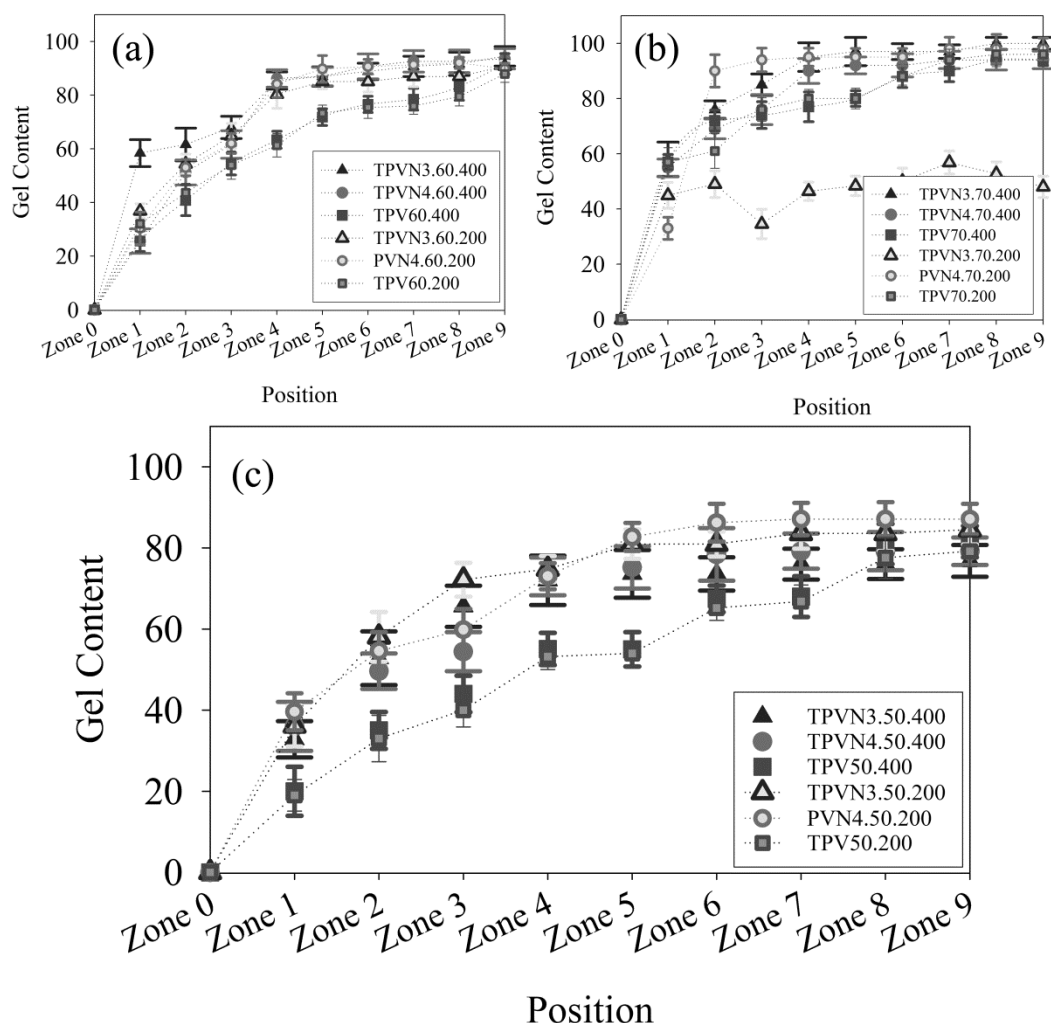 (a)
100
80
60
40
20
0
Gel Content
TPVN3.60.400
TPVN4.60.400
TPV60.400
TPVN3.60.200
PVN4.60.200
TPV60.200
Zone 0
Zone 1
Zone 2
Zone 3
Zone 4
Zone 5
Zone 6
Zone 7
Zone 8
Zone 9
Position
(b)
100
80
60
40
20
0
Gel Content
TPVN3.70.400
TPVN4.70.400
TPV70.400
TPVN3.70.200
PVN4.70.200
TPV70.200
Zone 0
Zone 1
Zone 2
Zone 3
Zone 4
Zone 5
Zone 6
Zone 7
Zone 8
Zone 9
Position
(c)
100
80
60
40
20
0
Gel Content
TPVN3.50.400
TPVN4.50.400
TPV50.400
TPVN3.50.200
PVN4.50.200
TPV50.200
Zone 0
Zone 1
Zone 2
Zone 3
Zone 4
Zone 5
Zone 6
Zone 7
Zone 8
Zone 9
Position